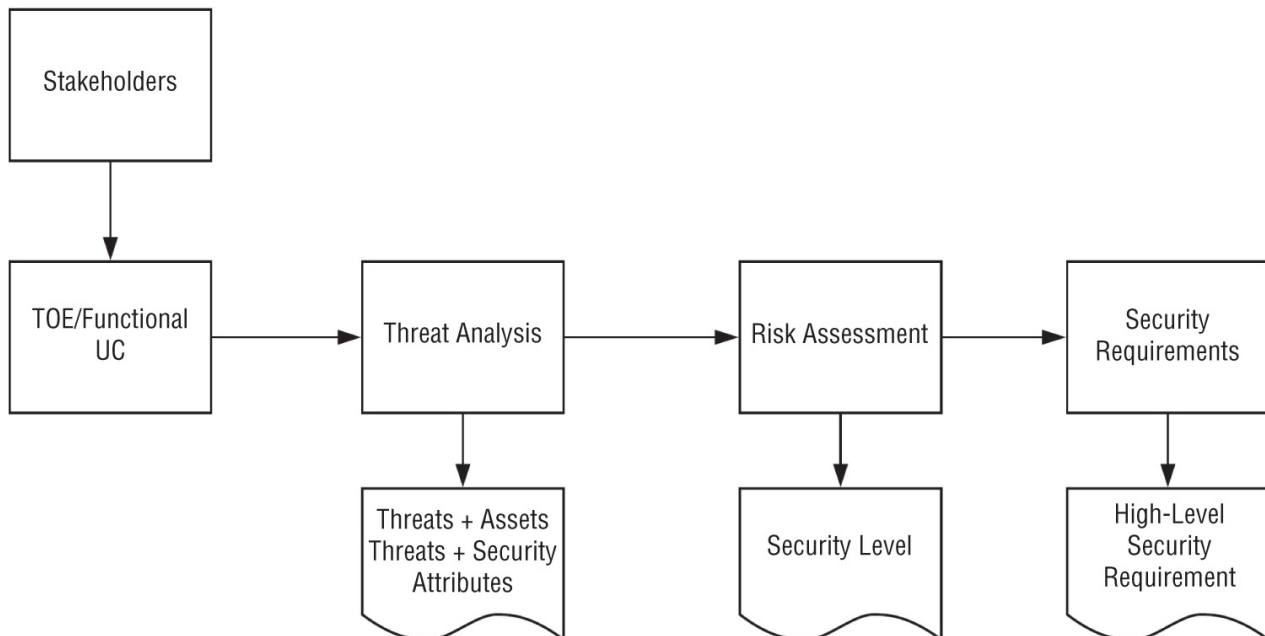 Stakeholders
TOE/Functional
UC
Threat Analysis
Risk Assessment
Security
Requirements
Threats + Assets
Threats + Security
Attributes
Security Level
High-Level
Security
Requirement